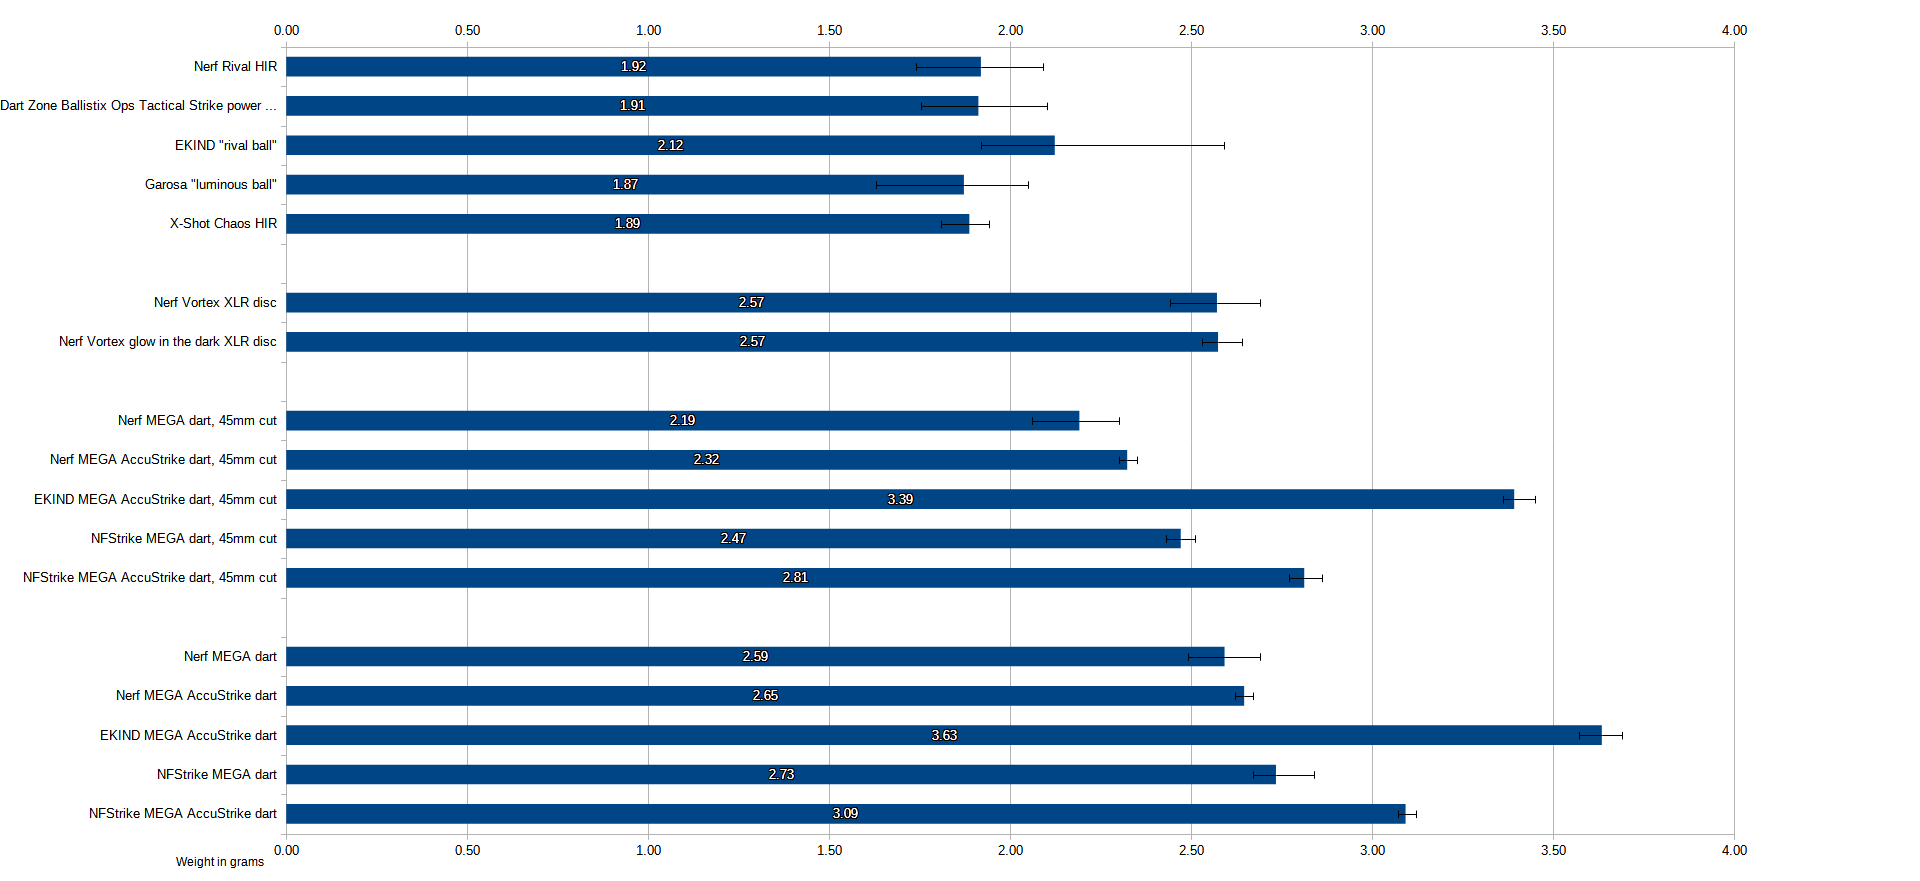 0.00 0.50 1.00 1.50 2.00 2.50 3.00 3.50 4.00
Nerf Rival HIR 1.92
Dart Zone Ballistix Ops Tactical Strike power ... 1.91
EKIND "rival ball" 2.12
Garosa "luminous ball" 1.87
X-Shot Chaos HIR 1.89
Nerf Vortex XLR disc 2.57
Nerf Vortex glow in the dark XLR disc 2.57
Nerf MEGA dart, 45mm cut 2.19
Nerf MEGA AccuStrike dart, 45mm cut 2.32
EKIND MEGA AccuStrike dart, 45mm cut 3.39
NFStrike MEGA dart, 45mm cut 2.47
NFStrike MEGA AccuStrike dart, 45mm cut 2.81
Nerf MEGA dart 2.59
Nerf MEGA AccuStrike dart 2.65
EKIND MEGA AccuStrike dart 3.63
NFStrike MEGA dart 2.73
NFStrike MEGA AccuStrike dart 3.09
0.00 0.50 1.00 1.50 2.00 2.50 3.00 3.50 4.00
Weight in grams